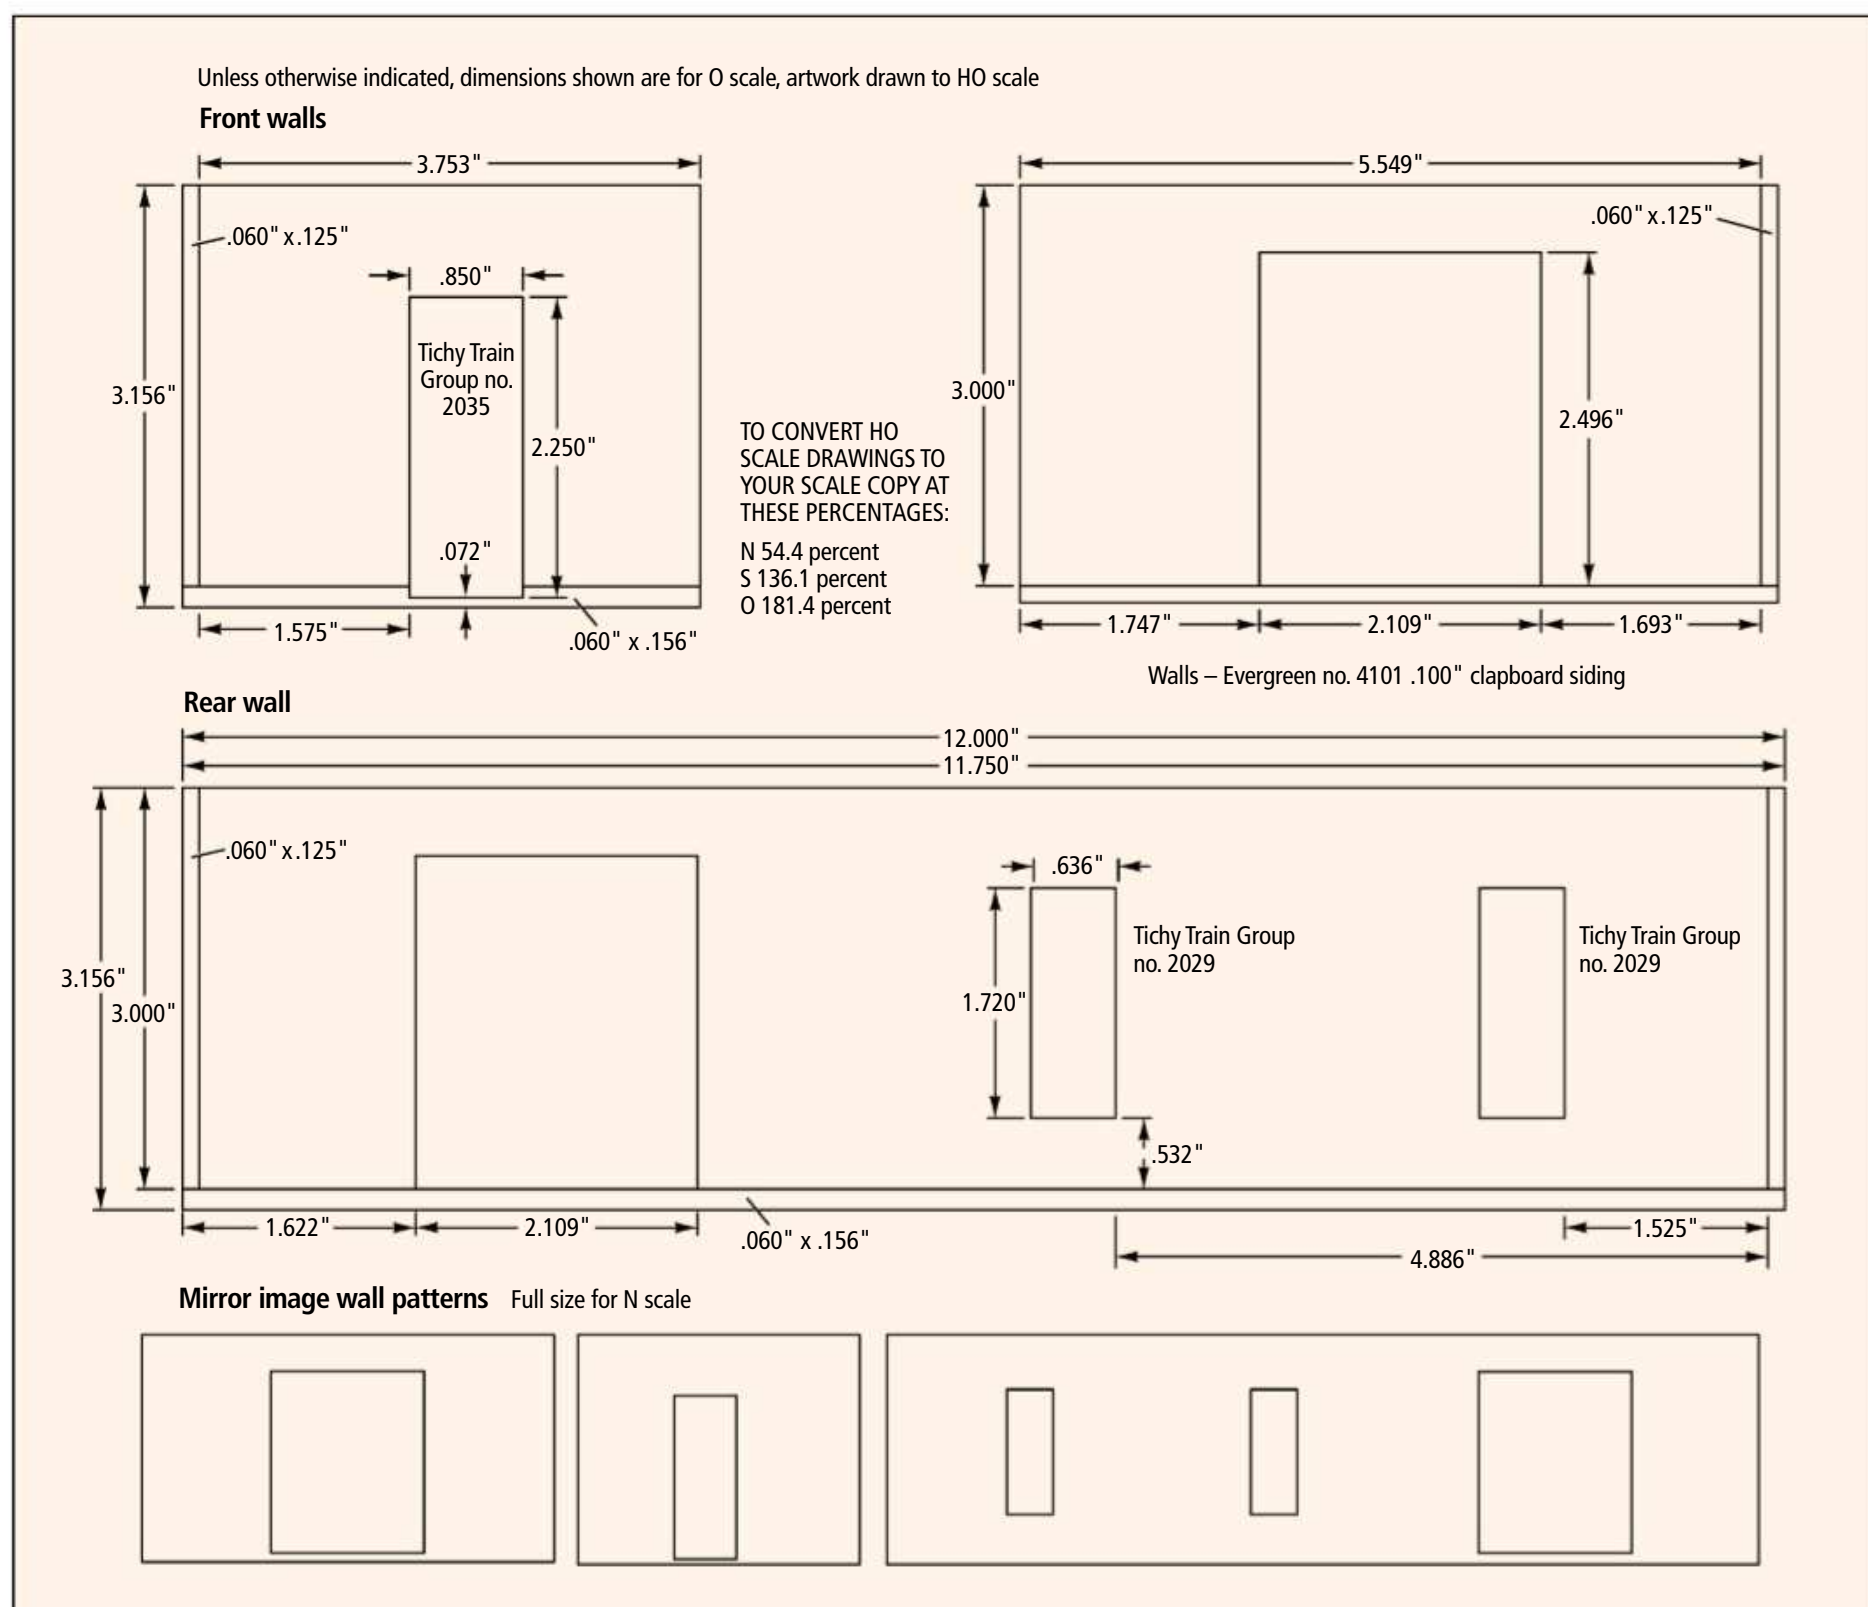 Unless otherwise indicated, dimensions shown are for O scale, artwork drawn to HO scale
Front walls
3.753"
.060" x .125"
.850"
Tichy Train
Group no.
2035
3.156"
2.250"
.072"
1.575"
.060" x .156"
TO CONVERT HO
SCALE DRAWINGS TO
YOUR SCALE COPY AT
THESE PERCENTAGES:
N 54.4 percent
S 136.1 percent
O 181.4 percent
5.549"
.060" x .125"
3.000"
2.496"
1.747"
2.109"
1.693"
Walls – Evergreen no. 4101 .100" clapboard siding
Rear wall
12.000"
11.750"
.060" x .125"
.636"
Tichy Train Group
no. 2029
Tichy Train Group
no. 2029
3.156"
3.000"
1.720"
.532"
1.622"
2.109"
.060" x .156"
1.525"
4.886"
Mirror image wall patterns Full size for N scale